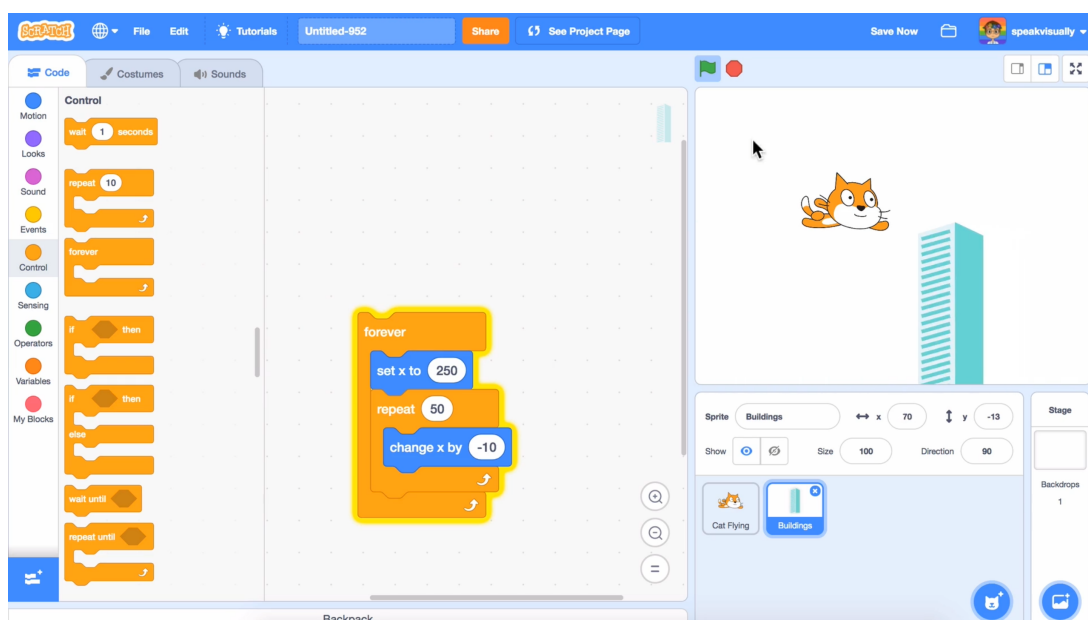 SCRATCH File Edit Tutorials Untitled-952 Share See Project Page Save Now speakvisually
Code Costumes Sounds
Motion
Looks
Sound
Events
Control
Sensing
Operators
Variables
My Blocks
Control
wait 1 seconds
repeat 10
forever
if then
if then
else
wait until
repeat until
forever
set x to 250
repeat 50
change x by -10
Sprite Buildings x 70 y -13
Show Size 100 Direction 90
Cat Flying Buildings
Stage
Backdrops
1
Backpack